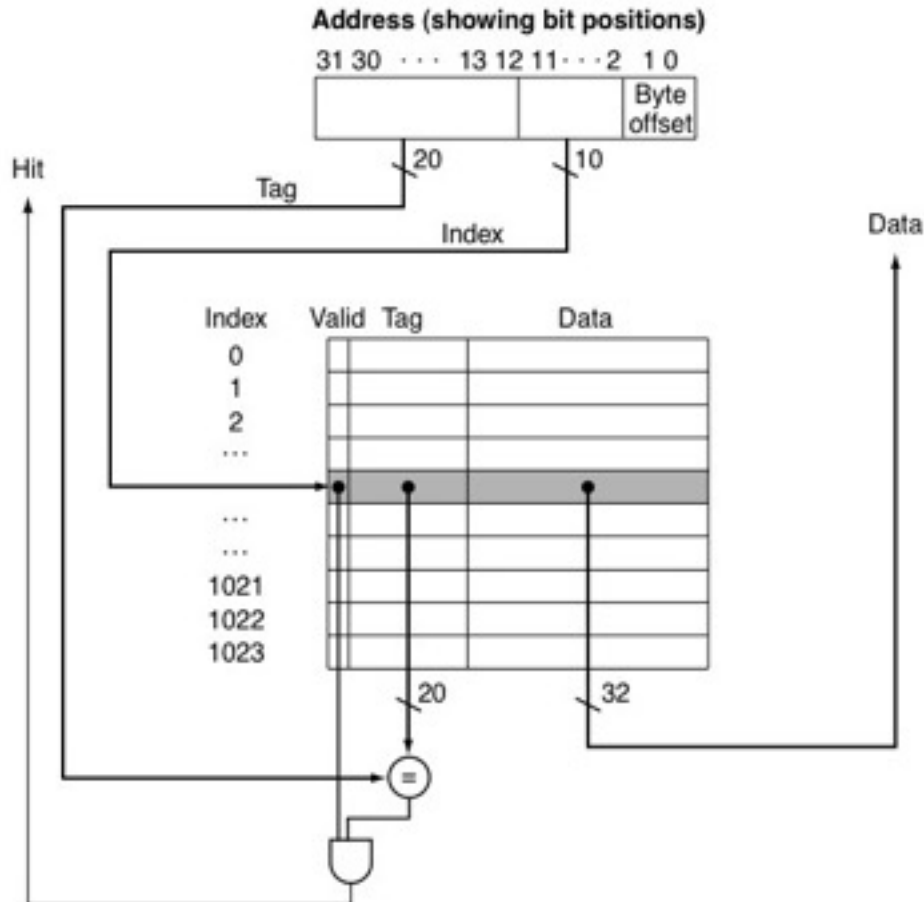 Address (showing bit positions)
31 30 · · · 13 12 11 · · · 2 1 0
Byte
offset
20
10
Hit
Tag
Data
Index
Index Valid Tag Data
0
1
2
...
...
...
1021
1022
1023
20
32
=